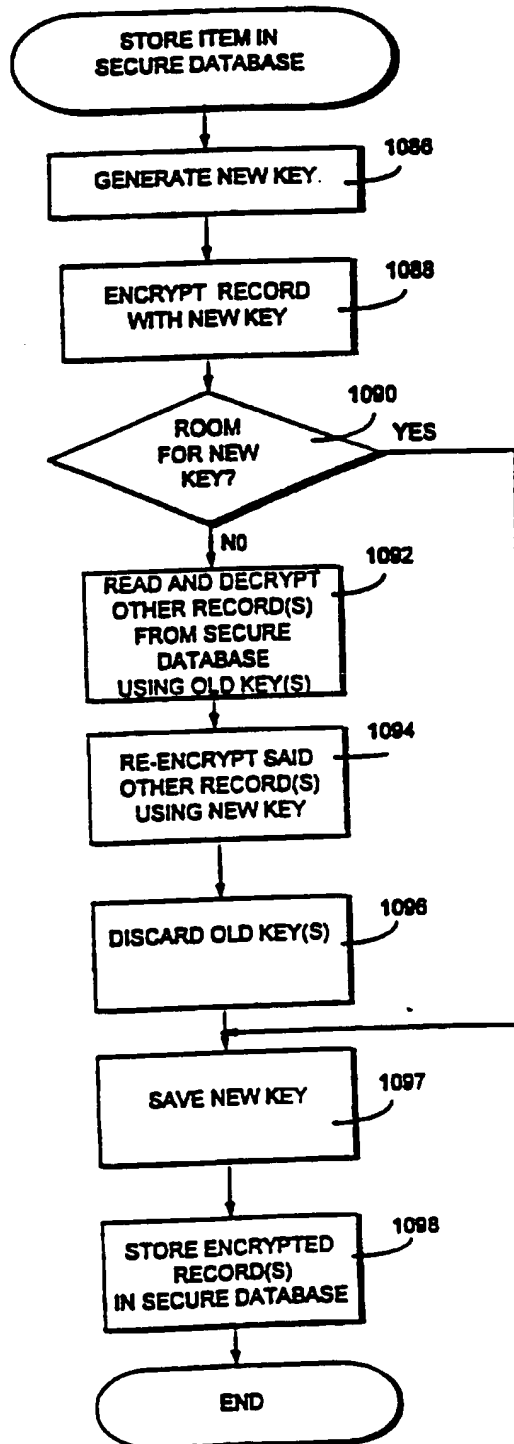 STORE ITEM IN
SECURE DATABASE
1086
GENERATE NEW KEY.
1088
ENCRYPT RECORD
WITH NEW KEY
1090
ROOM
FOR NEW
KEY?
YES
NO
1092
READ AND DECRYPT
OTHER RECORD(S)
FROM SECURE
DATABASE
USING OLD KEY(S)
1094
RE-ENCRYPT SAID
OTHER RECORD(S)
USING NEW KEY
1096
DISCARD OLD KEY(S)
1097
SAVE NEW KEY
1098
STORE ENCRYPTED
RECORD(S)
IN SECURE DATABASE
END